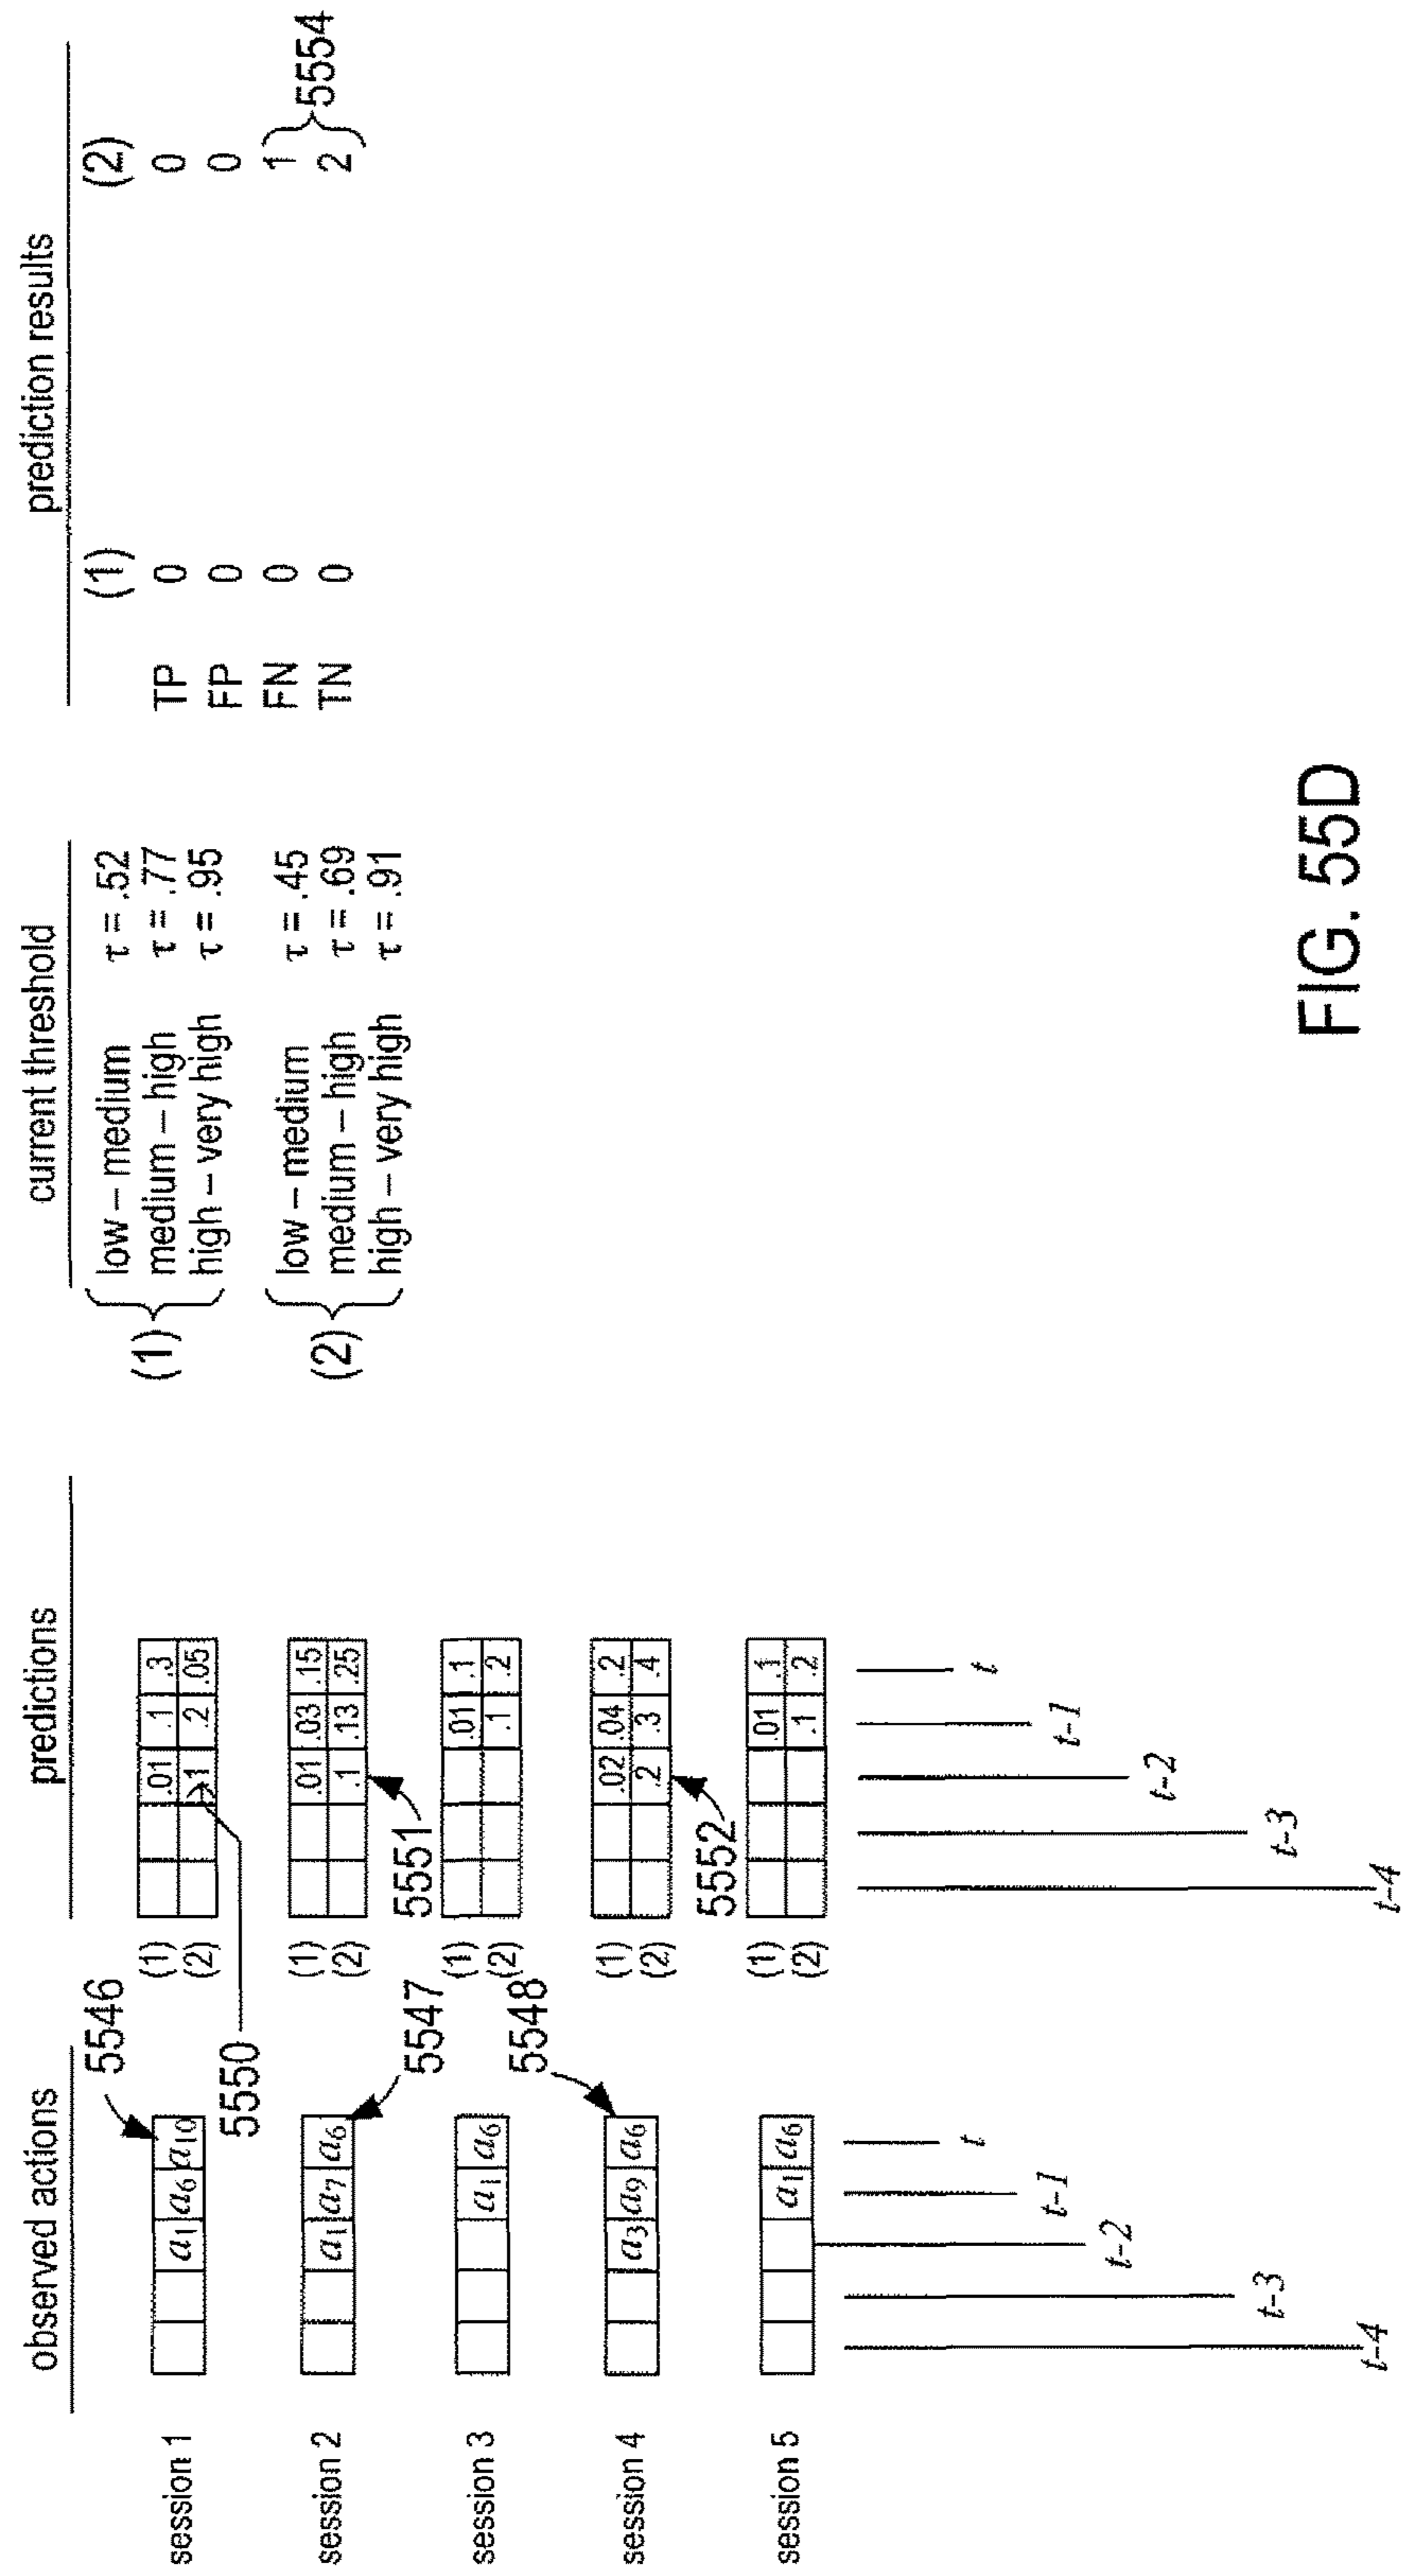 observed actions
predictions
current threshold
prediction results
session 1
a1 a6 a10
5546
5550
(1) .01 .1 .3
(2) .1 .2 .05
session 2
a1 a7 a6
5547
(1) .01 .03 .15
(2) .1 .13 .25
5551
session 3
a1 a6
(1) .01 .1
(2) .1 .2
session 4
a3 a9 a6
5548
(1) .02 .04 .2
(2) .2 .3 .4
5552
session 5
a1 a6
(1) .01 .1
(2) .1 .2
t-4 t-3 t-2 t-1 t
t-4 t-3 t-2 t-1 t
(1)
low – medium τ = .52
medium – high τ = .77
high – very high τ = .95
(2)
low – medium τ = .45
medium – high τ = .69
high – very high τ = .91
(1) (2)
TP 0 0
FP 0 0
FN 0 1
TN 0 2
5554
FIG. 55D